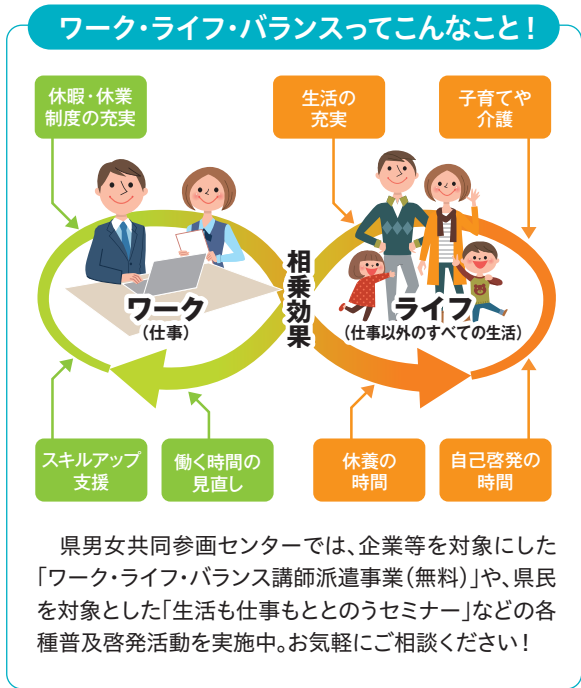 ワーク・ライフ・バランスってこんなこと！
休暇・休業
制度の充実
生活の
充実
子育てや
介護
相乗効果
ワーク
（仕事）
ライフ
（仕事以外のすべての生活）
スキルアップ
支援
働く時間の
見直し
休養の
時間
自己啓発の
時間
　県男女共同参画センターでは、企業等を対象にした
「ワーク・ライフ・バランス講師派遣事業（無料）」や、県民
を対象とした「生活も仕事もととのうセミナー」などの各
種普及啓発活動を実施中。お気軽にご相談ください！